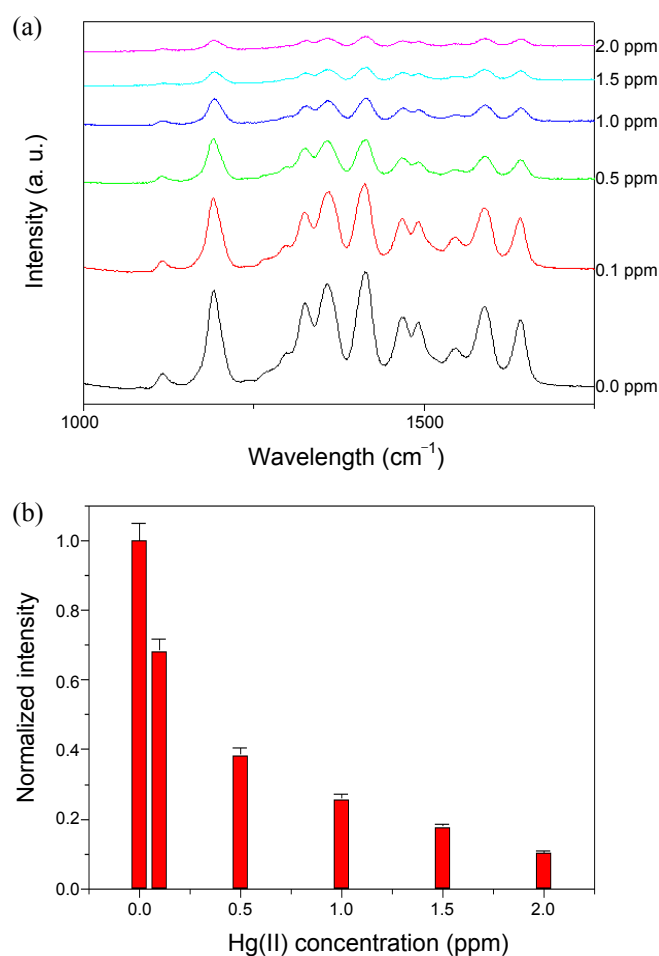 (a)
2.0 ppm
1.5 ppm
1.0 ppm
0.5 ppm
0.1 ppm
0.0 ppm
Intensity (a. u.)
1000 1500
Wavelength (cm⁻¹)
(b)
1.0
0.8
0.6
0.4
0.2
0.0
Normalized intensity
0.0 0.5 1.0 1.5 2.0
Hg(II) concentration (ppm)